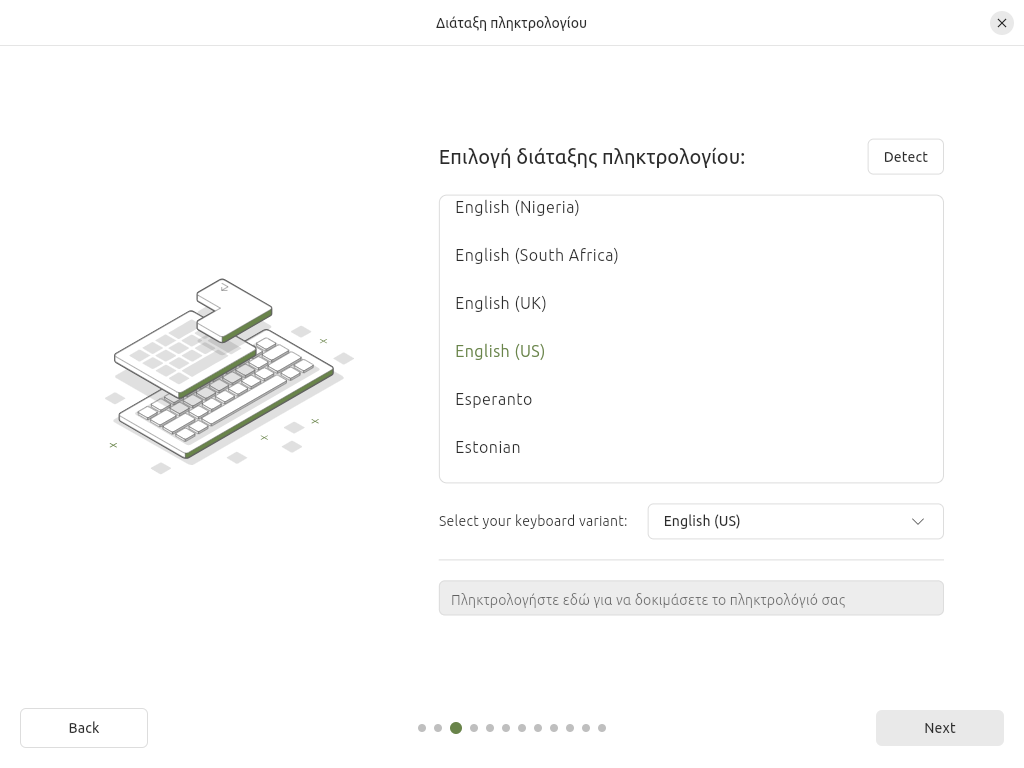 Διάταξη πληκτρολογίου
Επιλογή διάταξης πληκτρολογίου:
Detect
English (Nigeria)
English (South Africa)
English (UK)
English (US)
Esperanto
Estonian
Select your keyboard variant:
English (US)
Πληκτρολογήστε εδώ για να δοκιμάσετε το πληκτρολόγιό σας
Back
Next